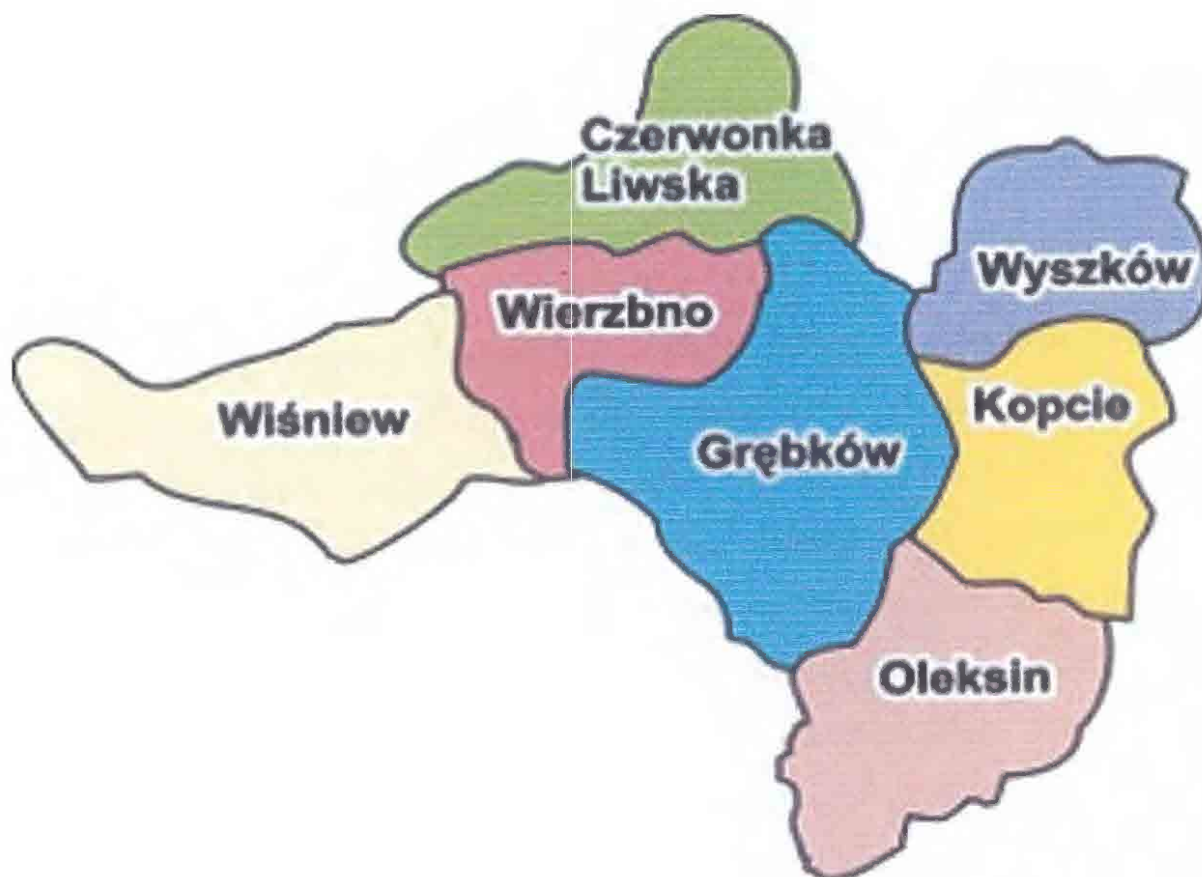 Czerwonka
Liwska
Wyszków
Wierzbno
Kopcie
Wiśniew
Grębków
Oleksin